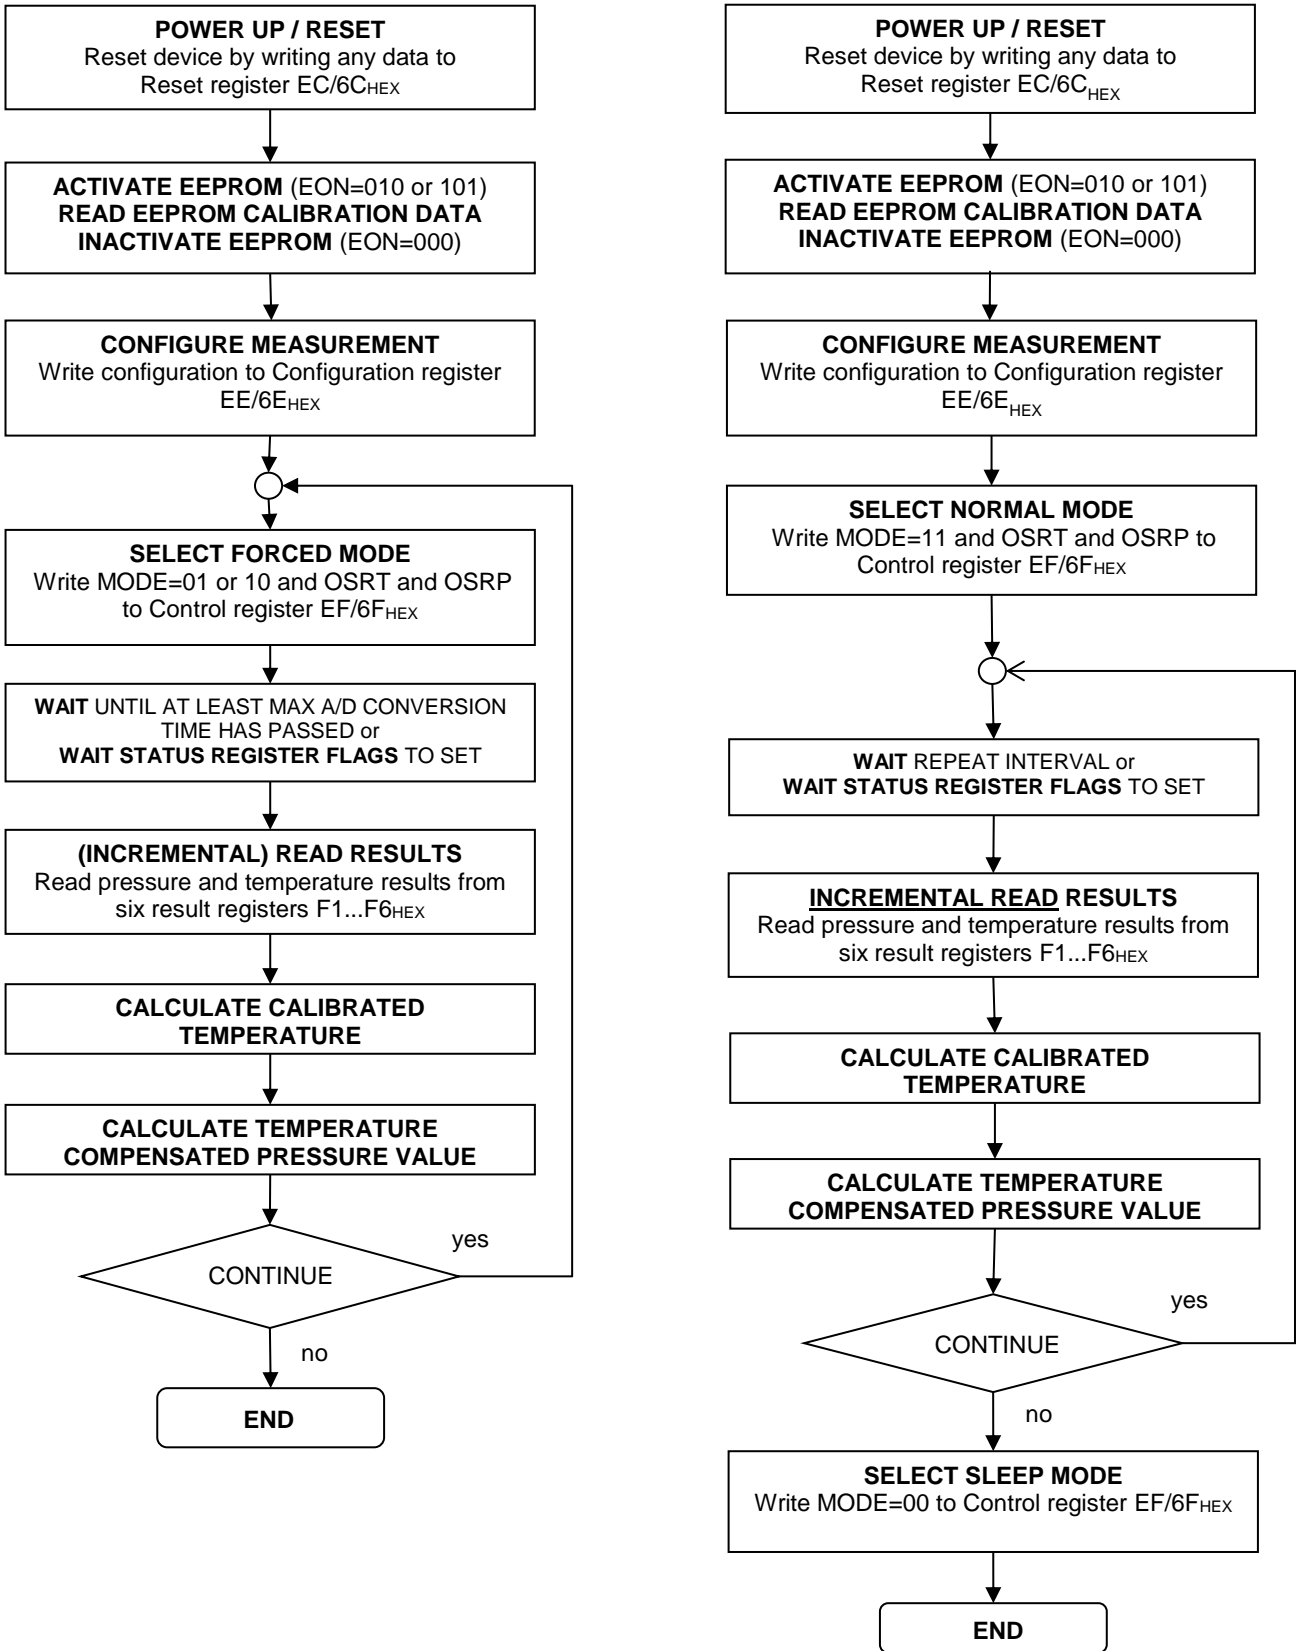 POWER UP / RESET
Reset device by writing any data to
Reset register EC/6CHEX
ACTIVATE EEPROM (EON=010 or 101)
READ EEPROM CALIBRATION DATA
INACTIVATE EEPROM (EON=000)
CONFIGURE MEASUREMENT
Write configuration to Configuration register
EE/6EHEX
SELECT FORCED MODE
Write MODE=01 or 10 and OSRT and OSRP
to Control register EF/6FHEX
WAIT UNTIL AT LEAST MAX A/D CONVERSION
TIME HAS PASSED or
WAIT STATUS REGISTER FLAGS TO SET
(INCREMENTAL) READ RESULTS
Read pressure and temperature results from
six result registers F1...F6HEX
CALCULATE CALIBRATED
TEMPERATURE
CALCULATE TEMPERATURE
COMPENSATED PRESSURE VALUE
yes
CONTINUE
no
END
POWER UP / RESET
Reset device by writing any data to
Reset register EC/6CHEX
ACTIVATE EEPROM (EON=010 or 101)
READ EEPROM CALIBRATION DATA
INACTIVATE EEPROM (EON=000)
CONFIGURE MEASUREMENT
Write configuration to Configuration register
EE/6EHEX
SELECT NORMAL MODE
Write MODE=11 and OSRT and OSRP to
Control register EF/6FHEX
WAIT REPEAT INTERVAL or
WAIT STATUS REGISTER FLAGS TO SET
INCREMENTAL READ RESULTS
Read pressure and temperature results from
six result registers F1...F6HEX
CALCULATE CALIBRATED
TEMPERATURE
CALCULATE TEMPERATURE
COMPENSATED PRESSURE VALUE
yes
CONTINUE
no
SELECT SLEEP MODE
Write MODE=00 to Control register EF/6FHEX
END